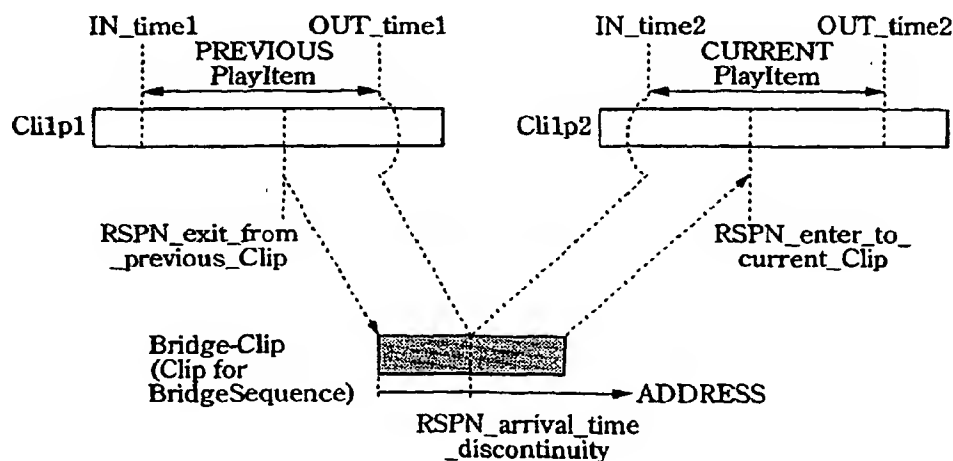 IN_time1
OUT_time1
PREVIOUS
PlayItem
Cli1p1
RSPN_exit_from
_previous_Clip
IN_time2
OUT_time2
CURRENT
PlayItem
Cli1p2
RSPN_enter_to_
current_Clip
Bridge-Clip
(Clip for
BridgeSequence)
ADDRESS
RSPN_arrival_time
_discontinuity